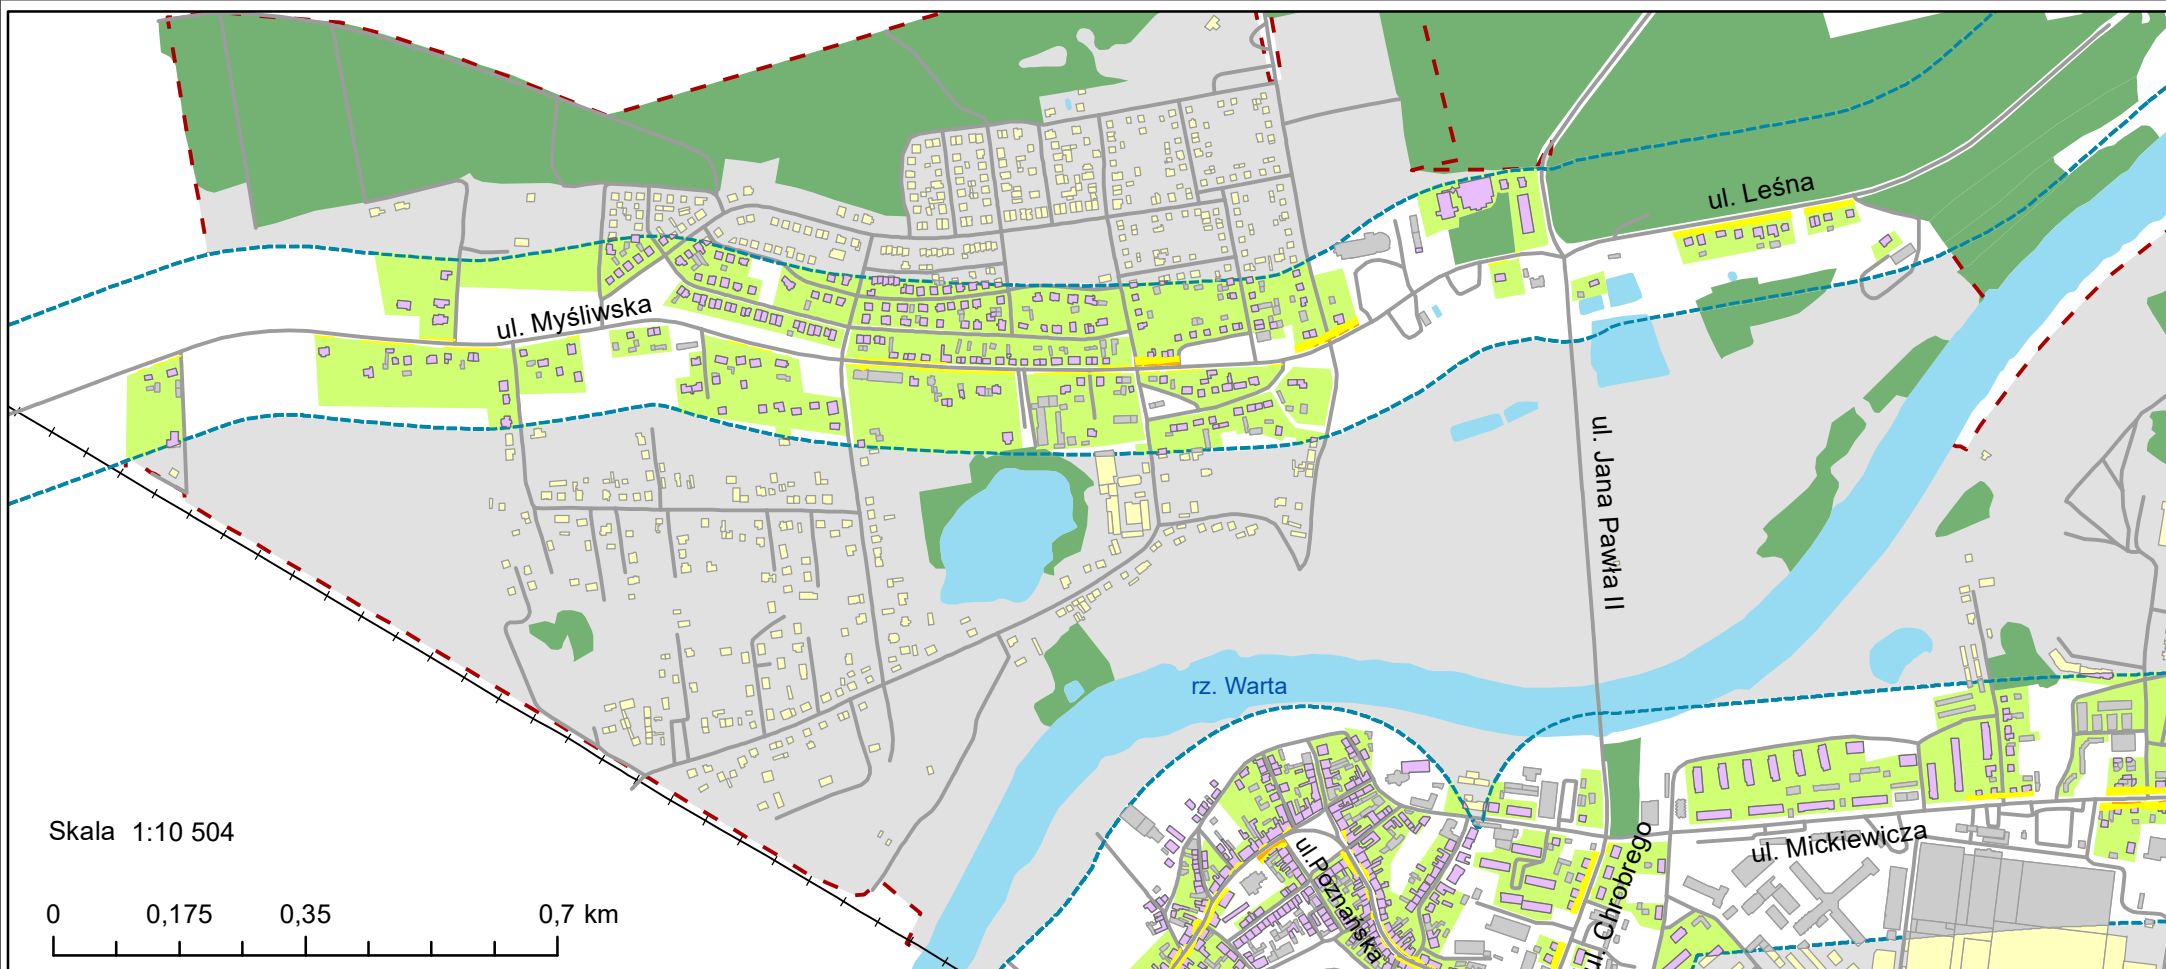 ul. Leśna
ul. Myśliwska
ul. Jana Pawła II
rz. Warta
Skala 1:10 504
ul. Mickiewicza
ul. Chrobrego
ul.Poznańska
0 0,175 0,35 0,7 km